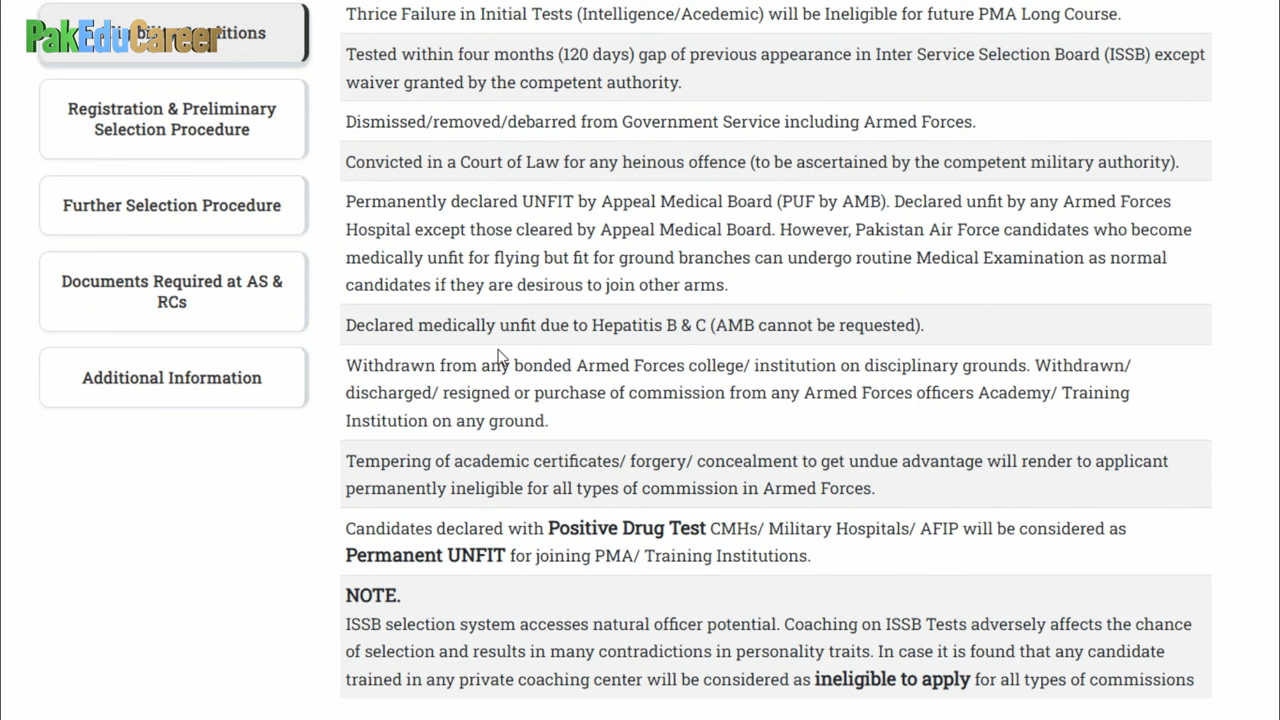 PakEduCareer
Registration & Preliminary
Selection Procedure
Further Selection Procedure
Documents Required at AS &
RCs
Additional Information
Thrice Failure in Initial Tests (Intelligence/Acedemic) will be Ineligible for future PMA Long Course.
Tested within four months (120 days) gap of previous appearance in Inter Service Selection Board (ISSB) except
waiver granted by the competent authority.
Dismissed/removed/debarred from Government Service including Armed Forces.
Convicted in a Court of Law for any heinous offence (to be ascertained by the competent military authority).
Permanently declared UNFIT by Appeal Medical Board (PUF by AMB). Declared unfit by any Armed Forces
Hospital except those cleared by Appeal Medical Board. However, Pakistan Air Force candidates who become
medically unfit for flying but fit for ground branches can undergo routine Medical Examination as normal
candidates if they are desirous to join other arms.
Declared medically unfit due to Hepatitis B & C (AMB cannot be requested).
Withdrawn from any bonded Armed Forces college/ institution on disciplinary grounds. Withdrawn/
discharged/ resigned or purchase of commission from any Armed Forces officers Academy/ Training
Institution on any ground.
Tempering of academic certificates/ forgery/ concealment to get undue advantage will render to applicant
permanently ineligible for all types of commission in Armed Forces.
Candidates declared with Positive Drug Test CMHs/ Military Hospitals/ AFIP will be considered as
Permanent UNFIT for joining PMA/ Training Institutions.
NOTE.
ISSB selection system accesses natural officer potential. Coaching on ISSB Tests adversely affects the chance
of selection and results in many contradictions in personality traits. In case it is found that any candidate
trained in any private coaching center will be considered as ineligible to apply for all types of commissions